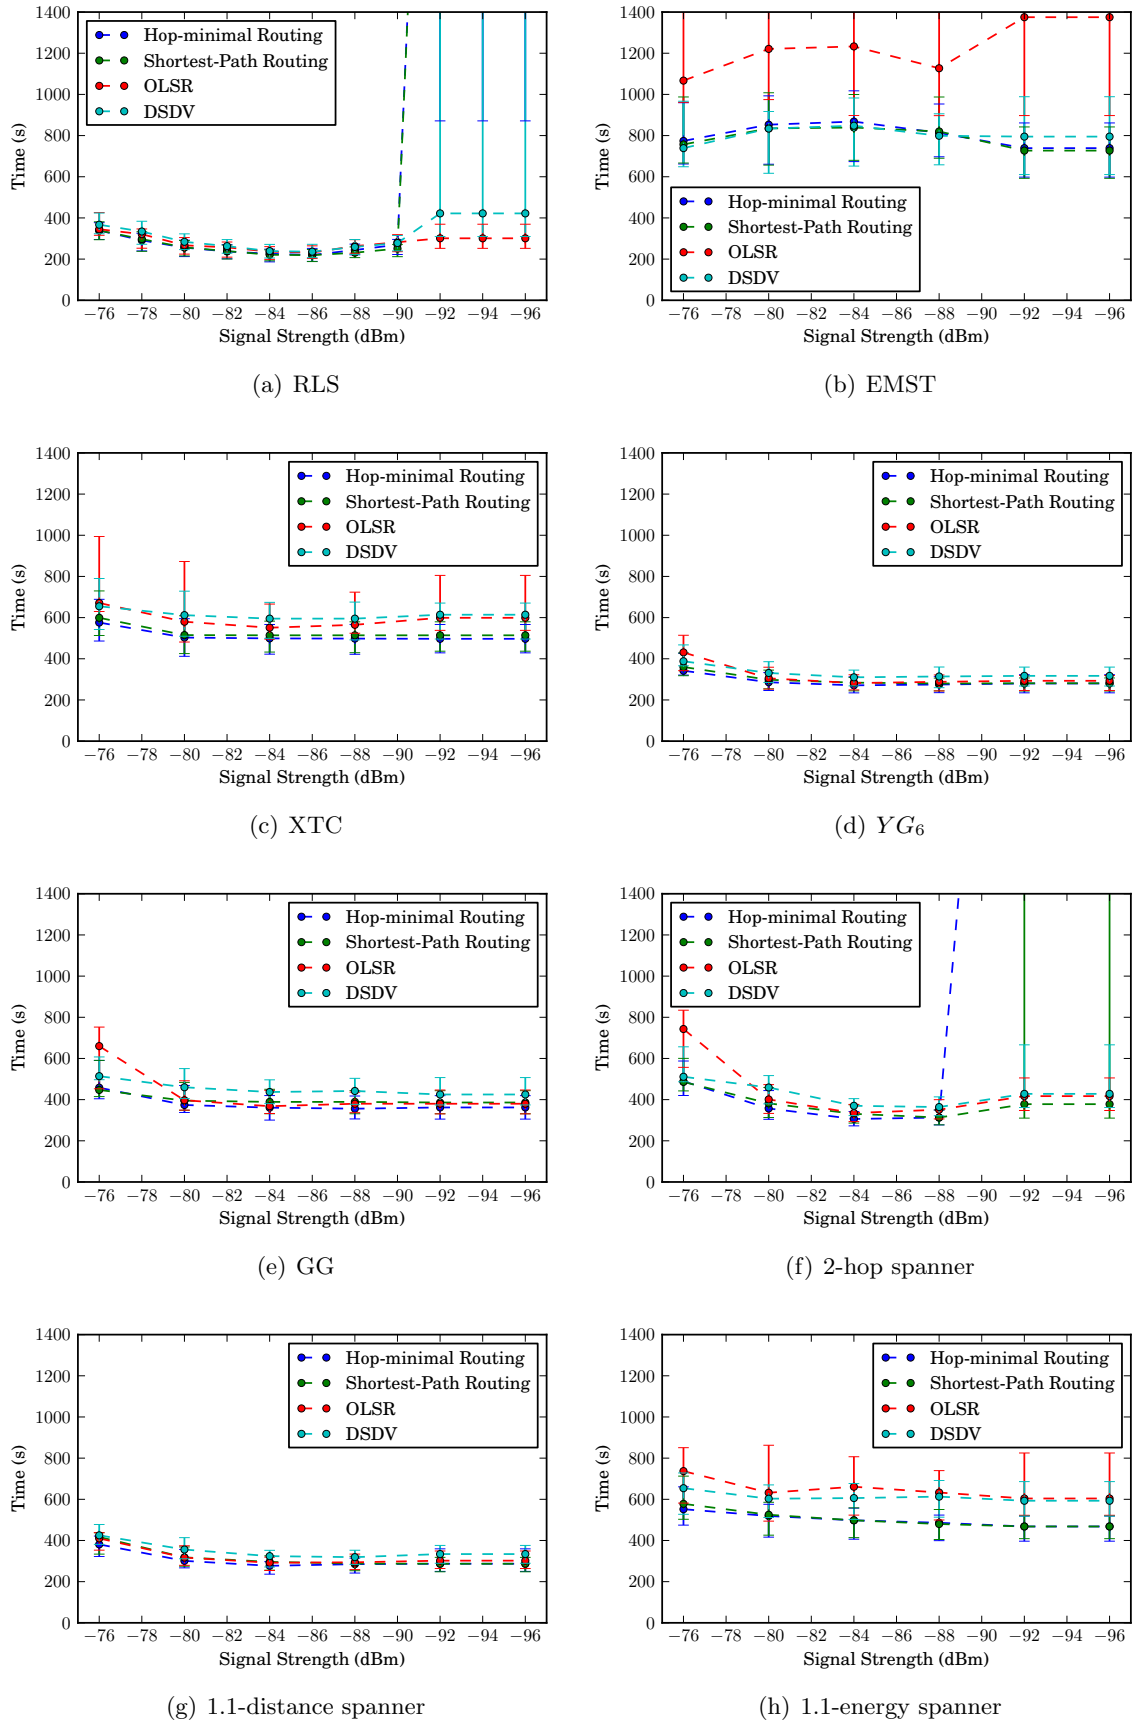 1400
1200
1000
800
600
400
200
0
Time (s)
Hop-minimal Routing
Shortest-Path Routing
OLSR
DSDV
−76 −78 −80 −82 −84 −86 −88 −90 −92 −94 −96
Signal Strength (dBm)
(a) RLS
1400
1200
1000
800
600
400
200
0
Time (s)
Hop-minimal Routing
Shortest-Path Routing
OLSR
DSDV
−76 −78 −80 −82 −84 −86 −88 −90 −92 −94 −96
Signal Strength (dBm)
(b) EMST
1400
1200
1000
800
600
400
200
0
Time (s)
Hop-minimal Routing
Shortest-Path Routing
OLSR
DSDV
−76 −78 −80 −82 −84 −86 −88 −90 −92 −94 −96
Signal Strength (dBm)
(c) XTC
1400
1200
1000
800
600
400
200
0
Time (s)
Hop-minimal Routing
Shortest-Path Routing
OLSR
DSDV
−76 −78 −80 −82 −84 −86 −88 −90 −92 −94 −96
Signal Strength (dBm)
(d) YG₆
1400
1200
1000
800
600
400
200
0
Time (s)
Hop-minimal Routing
Shortest-Path Routing
OLSR
DSDV
−76 −78 −80 −82 −84 −86 −88 −90 −92 −94 −96
Signal Strength (dBm)
(e) GG
1400
1200
1000
800
600
400
200
0
Time (s)
Hop-minimal Routing
Shortest-Path Routing
OLSR
DSDV
−76 −78 −80 −82 −84 −86 −88 −90 −92 −94 −96
Signal Strength (dBm)
(f) 2-hop spanner
1400
1200
1000
800
600
400
200
0
Time (s)
Hop-minimal Routing
Shortest-Path Routing
OLSR
DSDV
−76 −78 −80 −82 −84 −86 −88 −90 −92 −94 −96
Signal Strength (dBm)
(g) 1.1-distance spanner
1400
1200
1000
800
600
400
200
0
Time (s)
Hop-minimal Routing
Shortest-Path Routing
OLSR
DSDV
−76 −78 −80 −82 −84 −86 −88 −90 −92 −94 −96
Signal Strength (dBm)
(h) 1.1-energy spanner